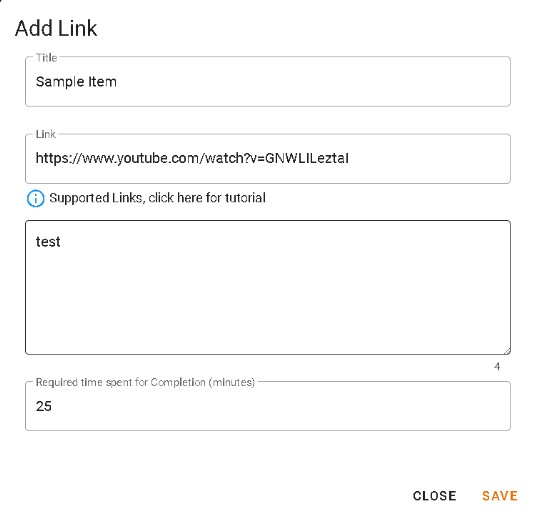 Add Link
Title
Sample Item
Link
https://www.youtube.com/watch?v=GNWLILeztaI
Supported Links, click here for tutorial
test
4
Required time spent for Completion (minutes)
25
CLOSE SAVE